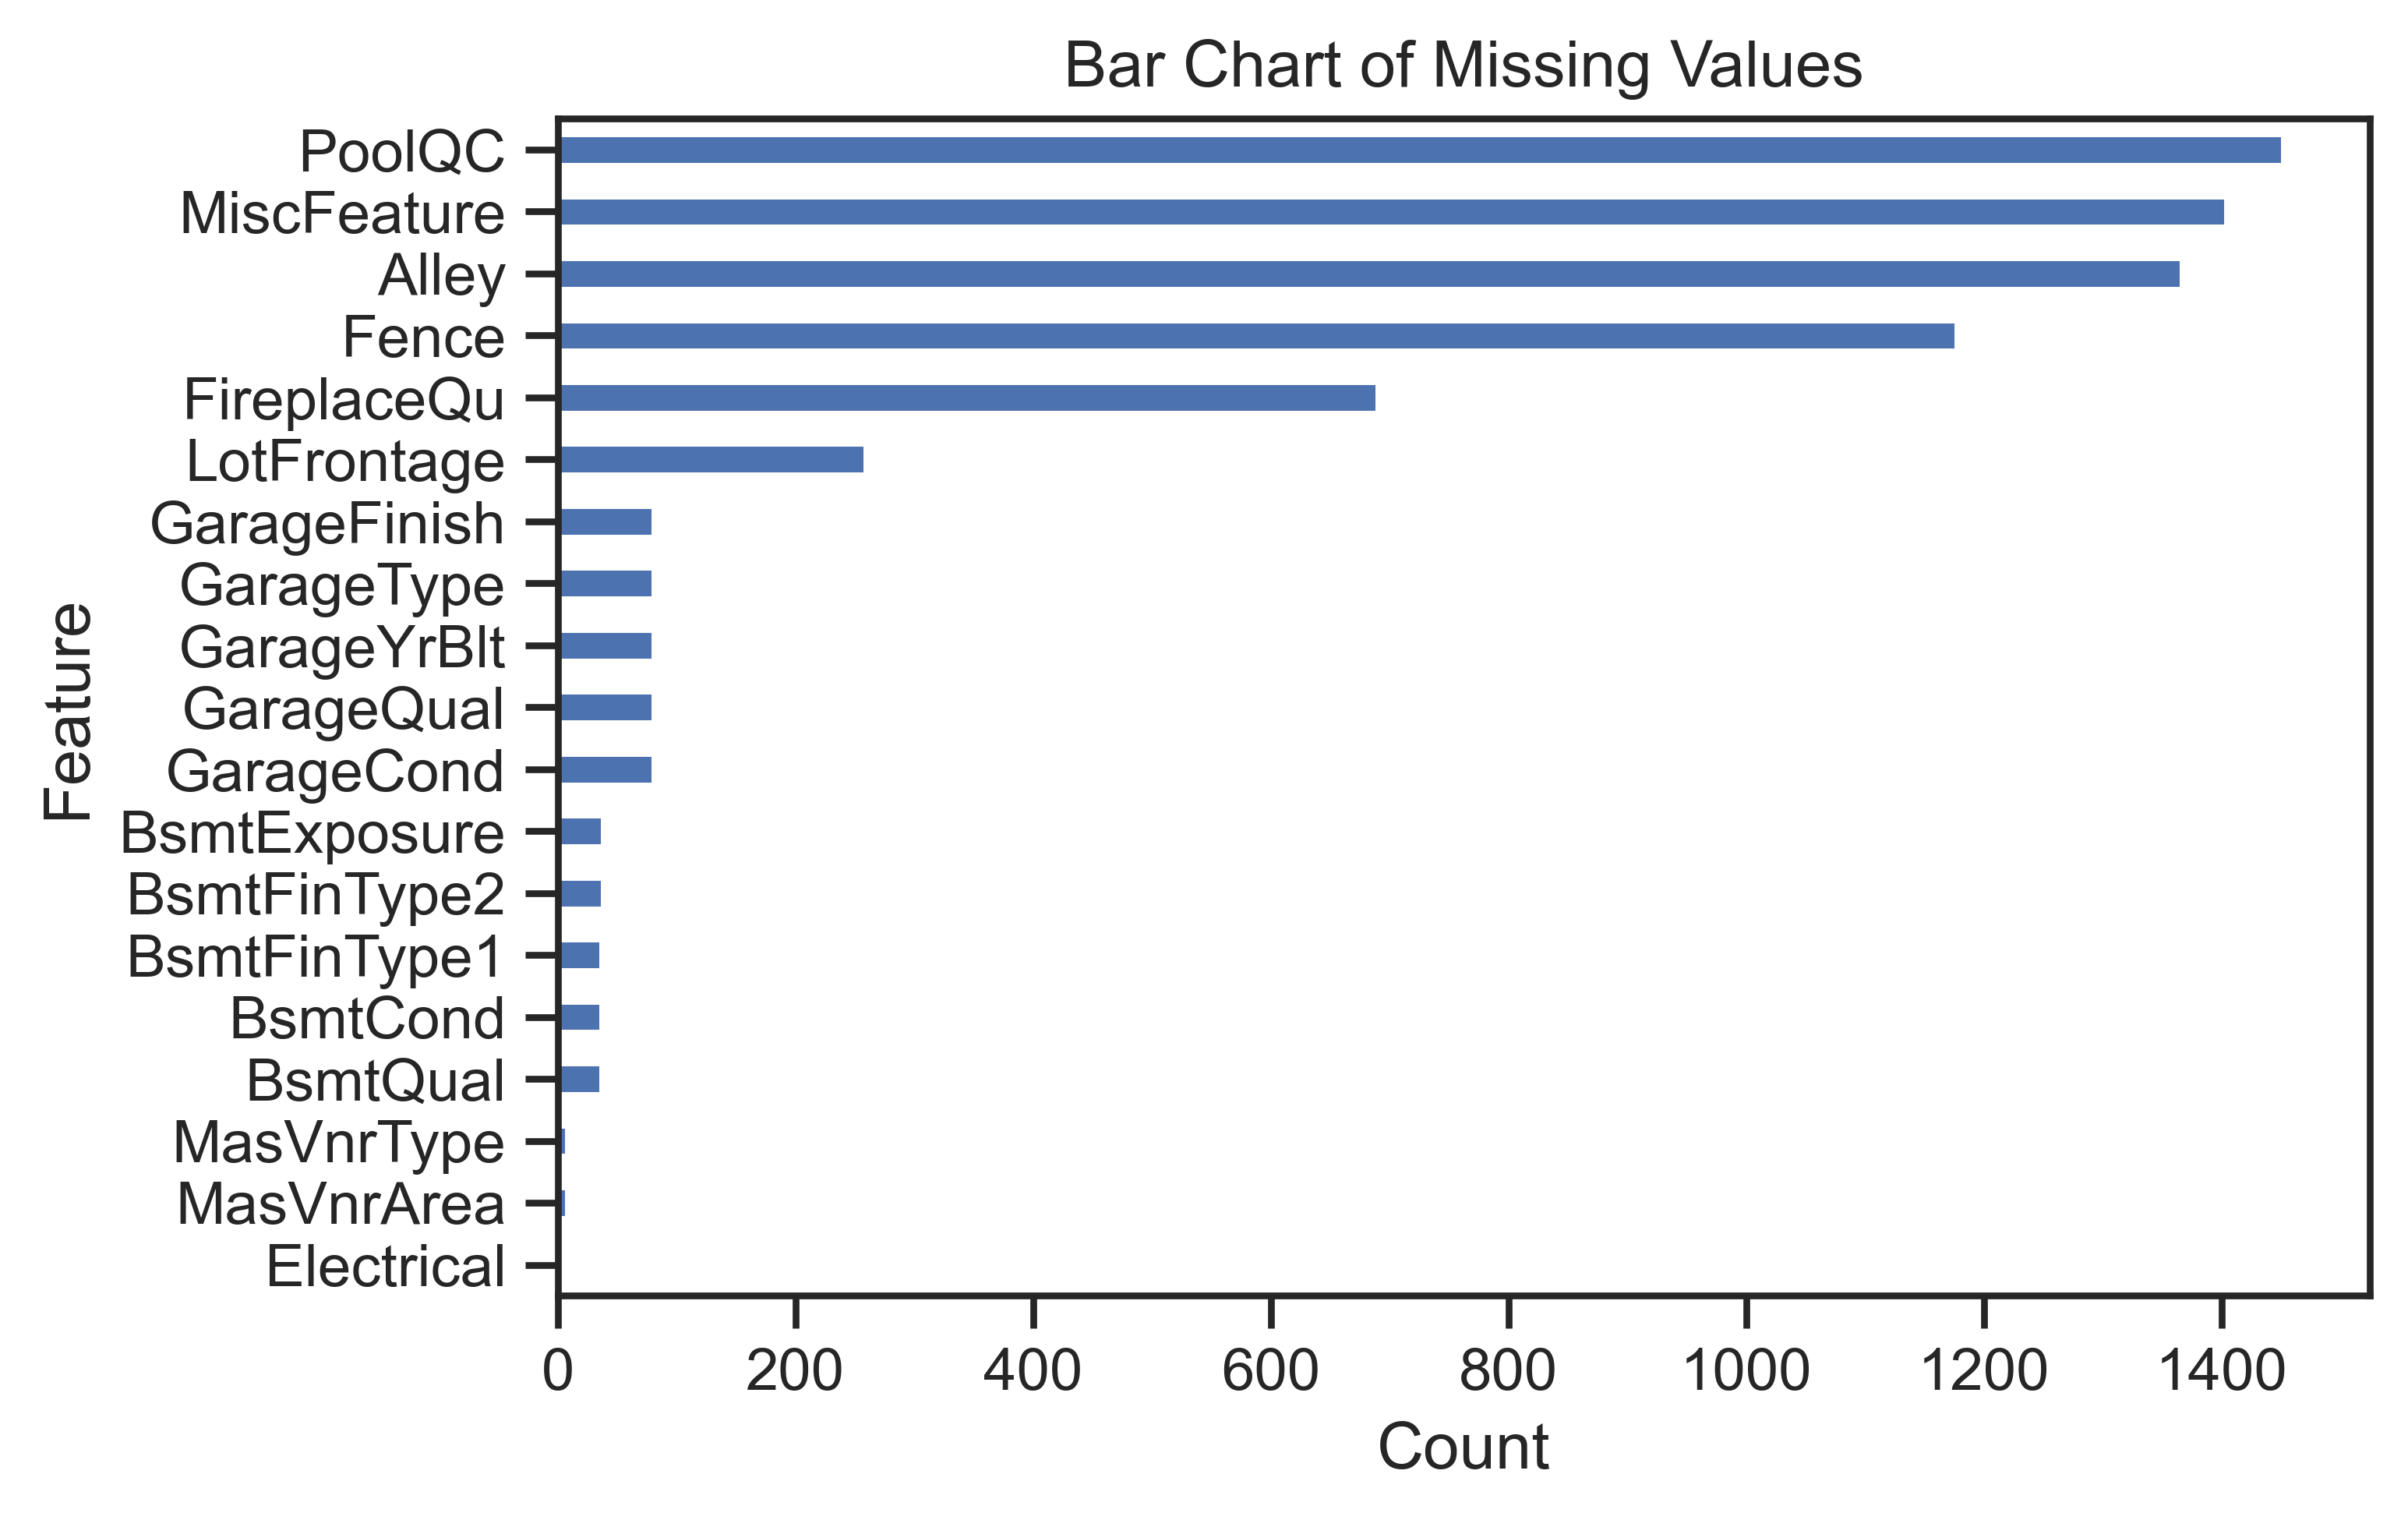 Bar Chart of Missing Values
PoolQC
MiscFeature
Alley
Fence
FireplaceQu
LotFrontage
GarageFinish
GarageType
GarageYrBlt
GarageQual
GarageCond
BsmtExposure
BsmtFinType2
BsmtFinType1
BsmtCond
BsmtQual
MasVnrType
MasVnrArea
Electrical
Feature
0 200 400 600 800 1000 1200 1400
Count